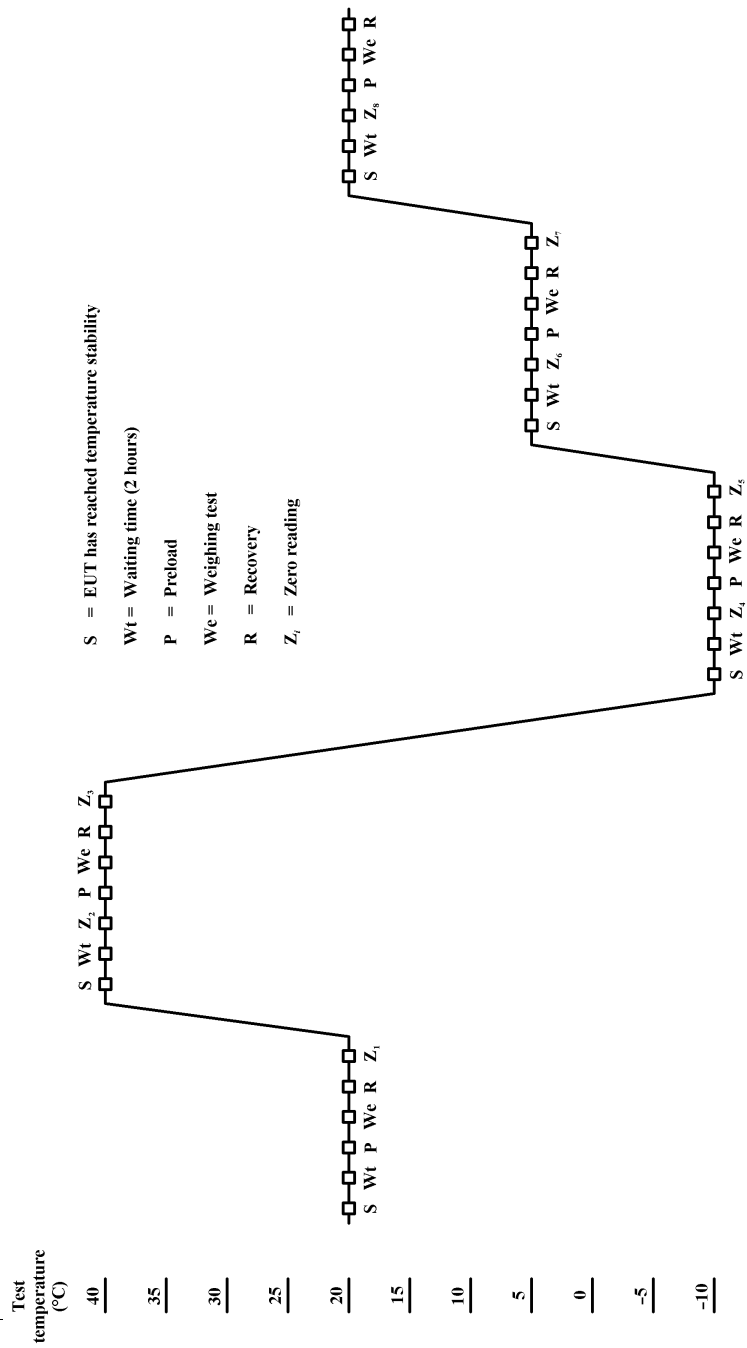 Test
temperature
(°C)
40
35
30
25
20
15
10
5
0
-5
-10
S Wt P We R Z₁
S Wt Z₂ P We R Z₃
S Wt Z₄ P We R Z₅
S Wt Z₆ P We R Z₇
S Wt Z₈ P We R
S = EUT has reached temperature stability
Wt = Waiting time (2 hours)
P = Preload
We = Weighing test
R = Recovery
Zᵢ = Zero reading